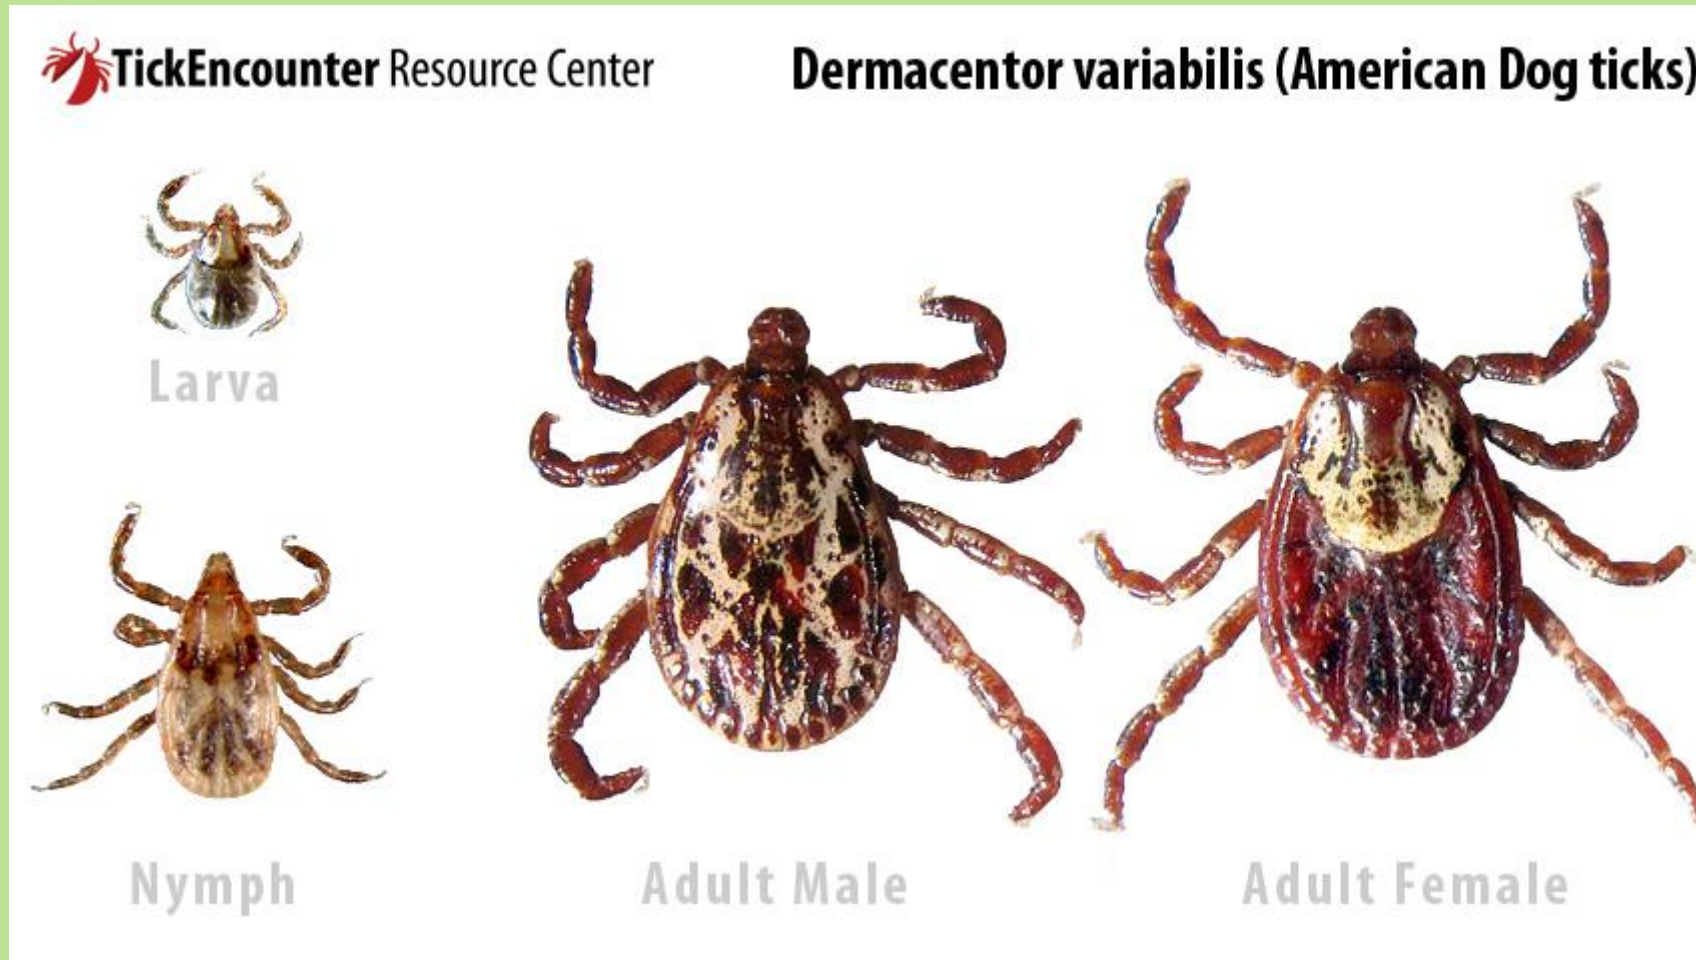 TickEncounter Resource Center
Dermacentor variabilis (American Dog ticks)
Larva
Nymph
Adult Male
Adult Female